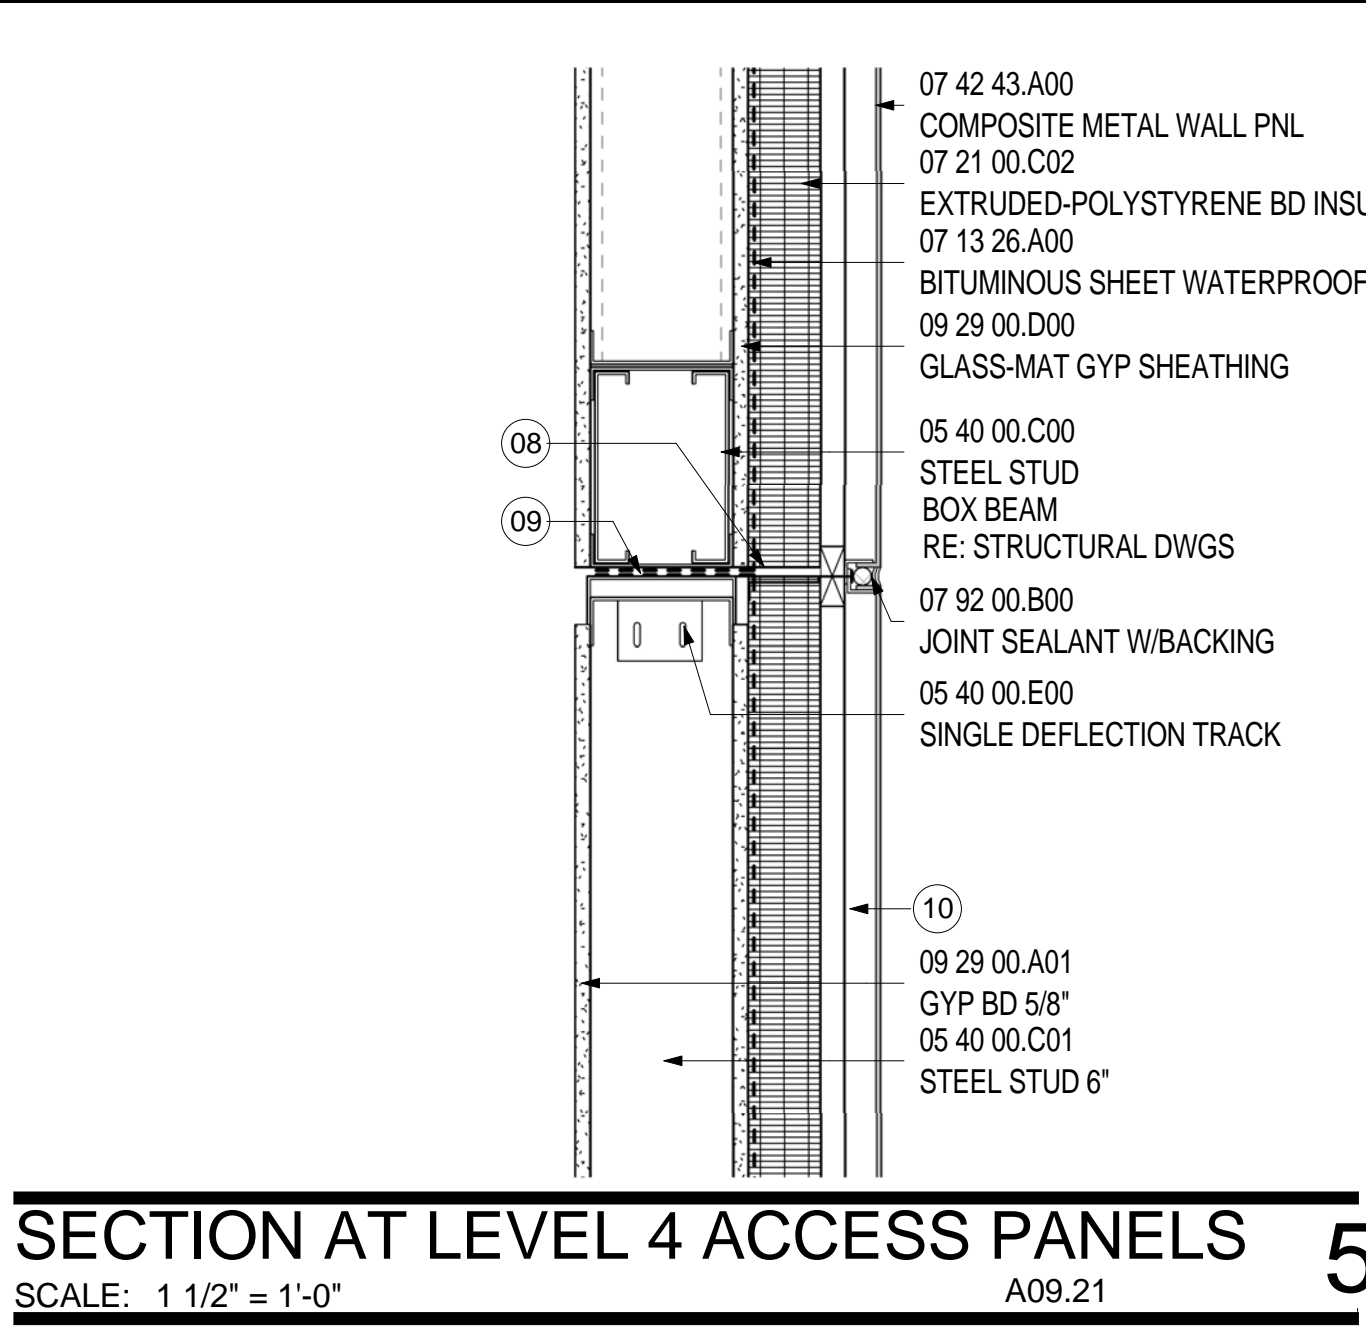 07 42 43.A00
COMPOSITE METAL WALL PNL
07 21 00.C02
EXTRUDED-POLYSTYRENE BD INSU
07 13 26.A00
BITUMINOUS SHEET WATERPROOF
09 29 00.D00
GLASS-MAT GYP SHEATHING
08
05 40 00.C00
STEEL STUD
BOX BEAM
RE: STRUCTURAL DWGS
09
07 92 00.B00
JOINT SEALANT W/BACKING
05 40 00.E00
SINGLE DEFLECTION TRACK
10
09 29 00.A01
GYP BD 5/8"
05 40 00.C01
STEEL STUD 6"
SECTION AT LEVEL 4 ACCESS PANELS
5
SCALE: 1 1/2" = 1'-0"
A09.21